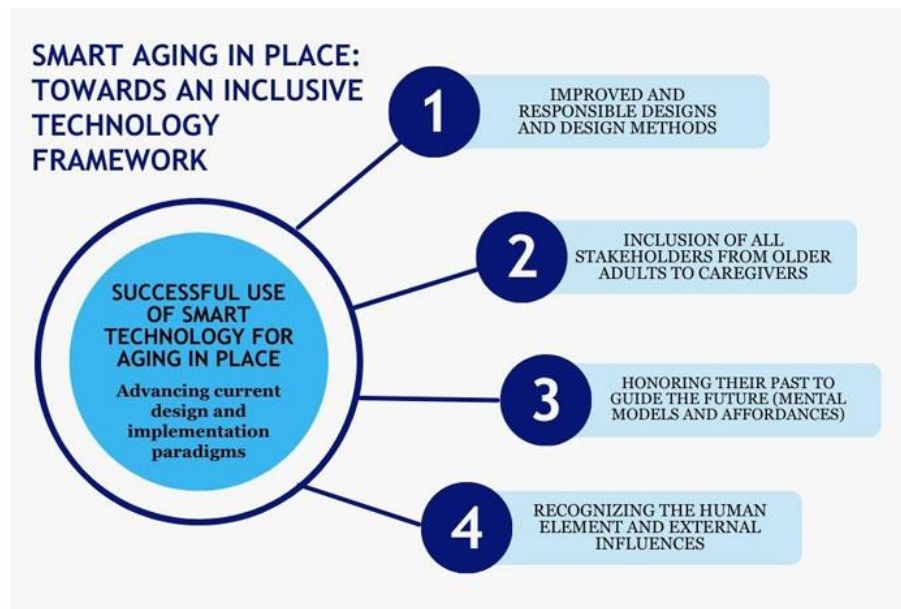 SMART AGING IN PLACE:
TOWARDS AN INCLUSIVE
TECHNOLOGY
FRAMEWORK
1
IMPROVED AND
RESPONSIBLE DESIGNS
AND DESIGN METHODS
2
INCLUSION OF ALL
STAKEHOLDERS FROM OLDER
ADULTS TO CAREGIVERS
SUCCESSFUL USE
OF SMART
TECHNOLOGY FOR
AGING IN PLACE
Advancing current
design and
implementation
paradigms
3
HONORING THEIR PAST TO
GUIDE THE FUTURE (MENTAL
MODELS AND AFFORDANCES)
4
RECOGNIZING THE HUMAN
ELEMENT AND EXTERNAL
INFLUENCES